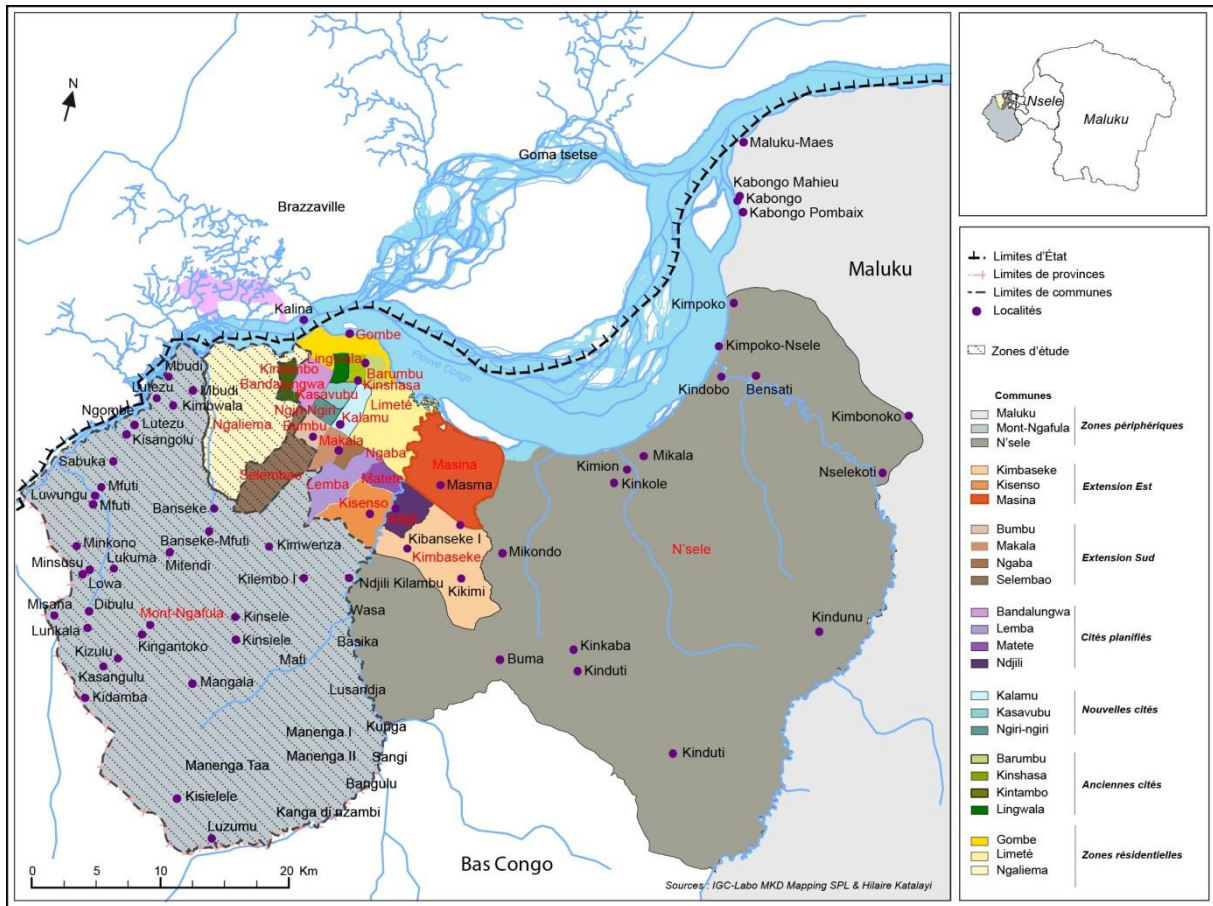 N
Goma tsetse
Brazzaville
Maluku-Maes
Kabongo Mahieu
Kabongo
Kabongo Pombaix
Maluku
Kalina
Gombe
Kimpoko
Fleuve Congo
Kimpoko-Nsele
Kindobo
Bensati
Kimbonoko
Nselekoti
Mbudi
Lutezu
Mbudi
Kimbwala
Ngombe
Lutezu
Kisangolu
Sabuka
Lingwala
Kintambo
Barumbu
Bandalungwa
Kinshasa
Kasavubu
Ngiri-Ngiri
Limeté
Kalamu
Bumbu
Ngaliema
Makala
Ngaba
Selembao
Masina
Lemba
Matete
Masma
Kisenso
Mikala
Kimion
Kinkole
Mfuti
Luwungu
Mfuti
Banseke
Minkono
Banseke-Mfuti
Kimwenza
Kibanseke I
Kimbaseke
Mikondo
N'sele
Minsusu
Lukuma
Mitendi
Lowa
Kilembo I
Ndjili Kilambu
Kikimi
Misana
Dibulu
Mont-Ngafula
Kinsele
Wasa
Kindunu
Lunkala
Kingantoko
Kinsiele
Basika
Kizulu
Mati
Kinkaba
Kasangulu
Buma
Kinduti
Kidamba
Mangala
Lusandja
Manenga I
Kunga
Manenga II
Sangi
Kinduti
Manenga Taa
Bangulu
Kisielele
Kanga di nzambi
Luzumu
Bas Congo
0 5 10 20 Km
Sources : IGC-Labo MKD Mapping SPL & Hilaire Katalayi
Nsele
Maluku
Limites d'État
Limites de provinces
Limites de communes
Localités
Zones d'étude
Communes
Maluku
Mont-Ngafula
N'sele
Zones périphériques
Kimbaseke
Kisenso
Masina
Extension Est
Bumbu
Makala
Ngaba
Selembao
Extension Sud
Bandalungwa
Lemba
Matete
Ndjili
Cités planifiés
Kalamu
Kasavubu
Ngiri-ngiri
Nouvelles cités
Barumbu
Kinshasa
Kintambo
Lingwala
Anciennes cités
Gombe
Limeté
Ngaliema
Zones résidentielles